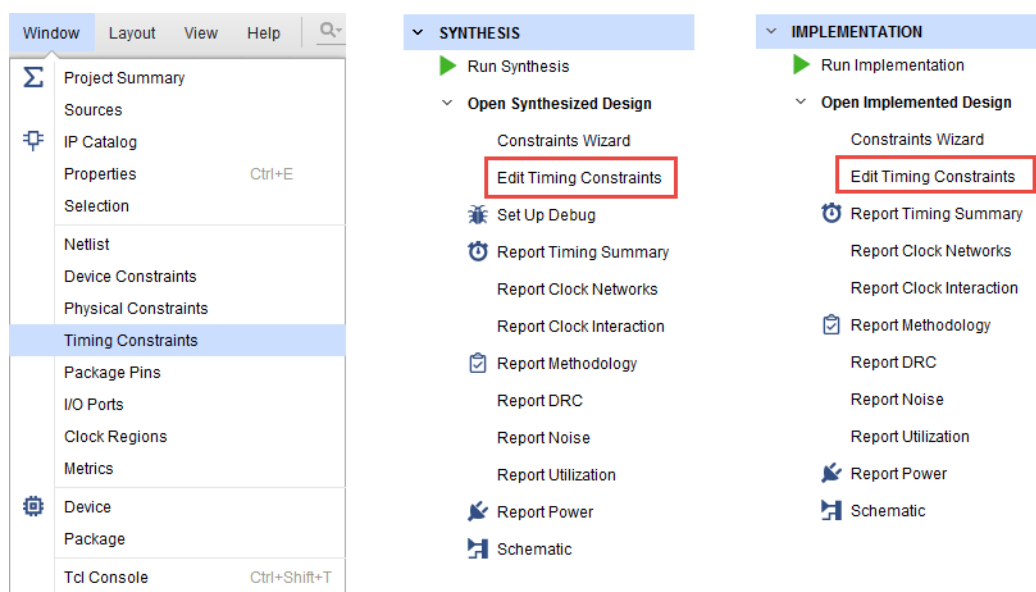 Window Layout View Help
Project Summary
Sources
IP Catalog
Properties Ctrl+E
Selection
Netlist
Device Constraints
Physical Constraints
Timing Constraints
Package Pins
I/O Ports
Clock Regions
Metrics
Device
Package
Tcl Console Ctrl+Shift+T
SYNTHESIS
Run Synthesis
Open Synthesized Design
Constraints Wizard
Edit Timing Constraints
Set Up Debug
Report Timing Summary
Report Clock Networks
Report Clock Interaction
Report Methodology
Report DRC
Report Noise
Report Utilization
Report Power
Schematic
IMPLEMENTATION
Run Implementation
Open Implemented Design
Constraints Wizard
Edit Timing Constraints
Report Timing Summary
Report Clock Networks
Report Clock Interaction
Report Methodology
Report DRC
Report Noise
Report Utilization
Report Power
Schematic